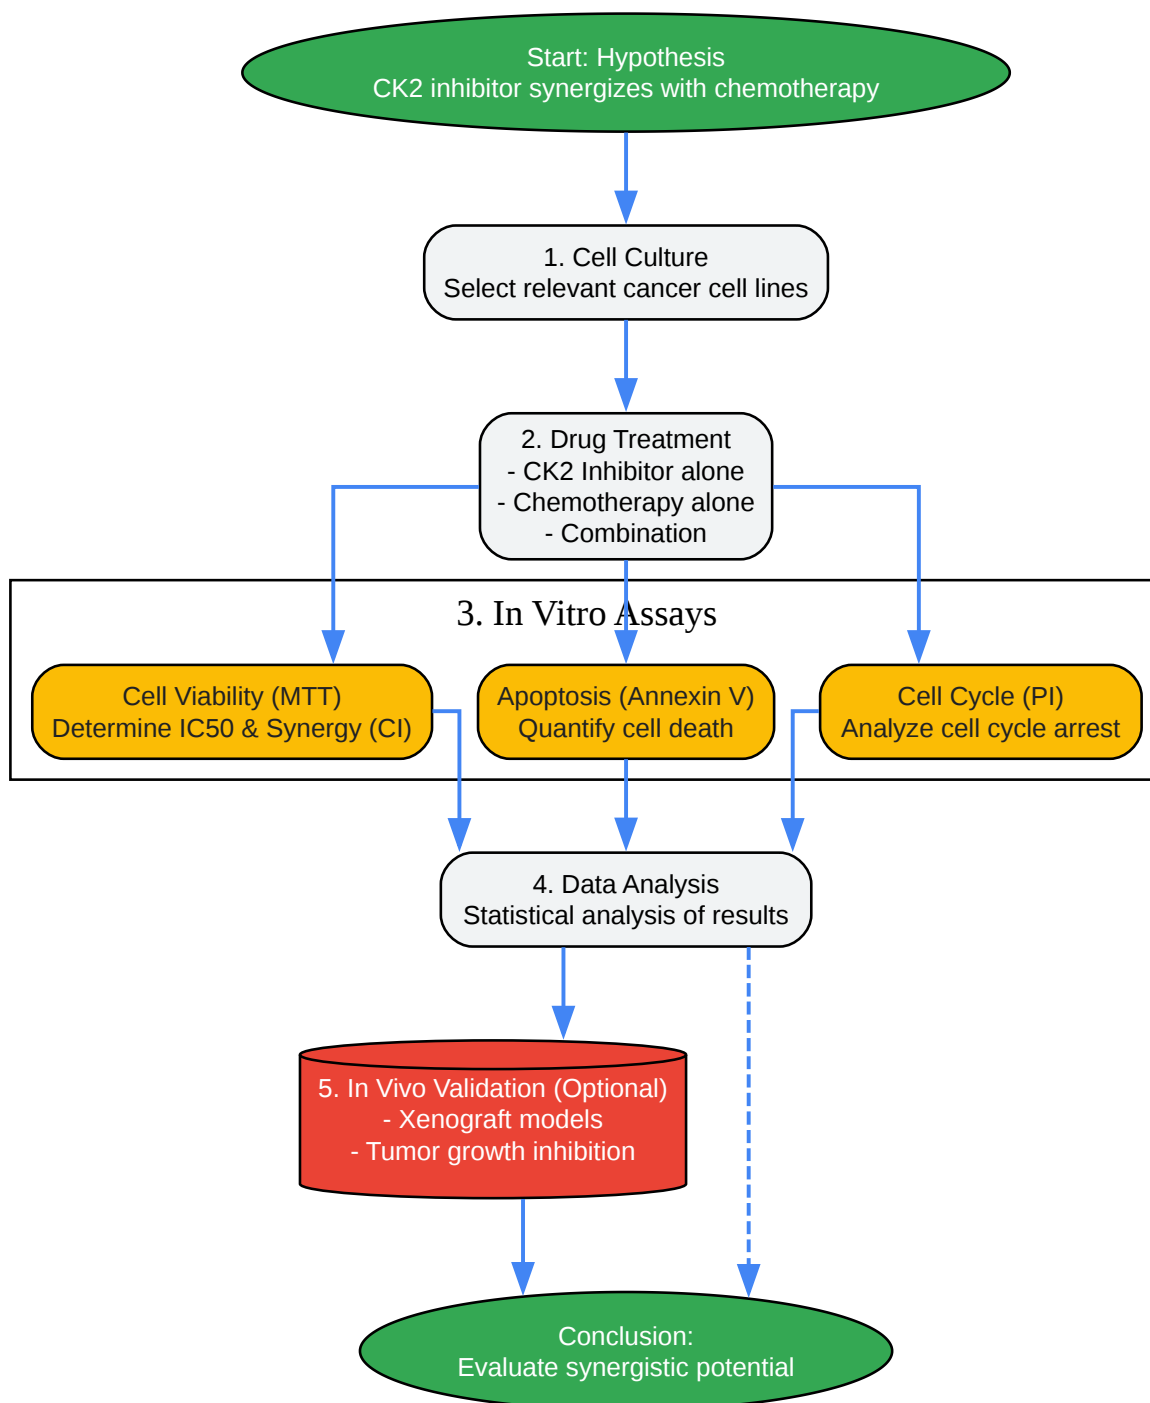 Start: Hypothesis
CK2 inhibitor synergizes with chemotherapy
1. Cell Culture
Select relevant cancer cell lines
2. Drug Treatment
- CK2 Inhibitor alone
- Chemotherapy alone
- Combination
3. In Vitro Assays
Cell Viability (MTT)
Determine IC50 & Synergy (CI)
Apoptosis (Annexin V)
Quantify cell death
Cell Cycle (PI)
Analyze cell cycle arrest
4. Data Analysis
Statistical analysis of results
5. In Vivo Validation (Optional)
- Xenograft models
- Tumor growth inhibition
Conclusion:
Evaluate synergistic potential